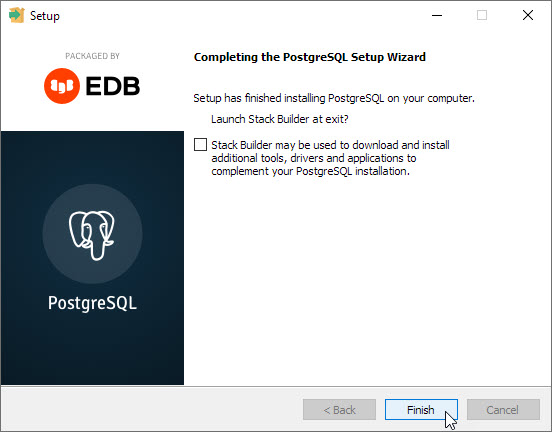 Setup
PACKAGED BY
EDB
PostgreSQL
Completing the PostgreSQL Setup Wizard
Setup has finished installing PostgreSQL on your computer.
Launch Stack Builder at exit?
Stack Builder may be used to download and install
additional tools, drivers and applications to
complement your PostgreSQL installation.
< Back
Finish
Cancel